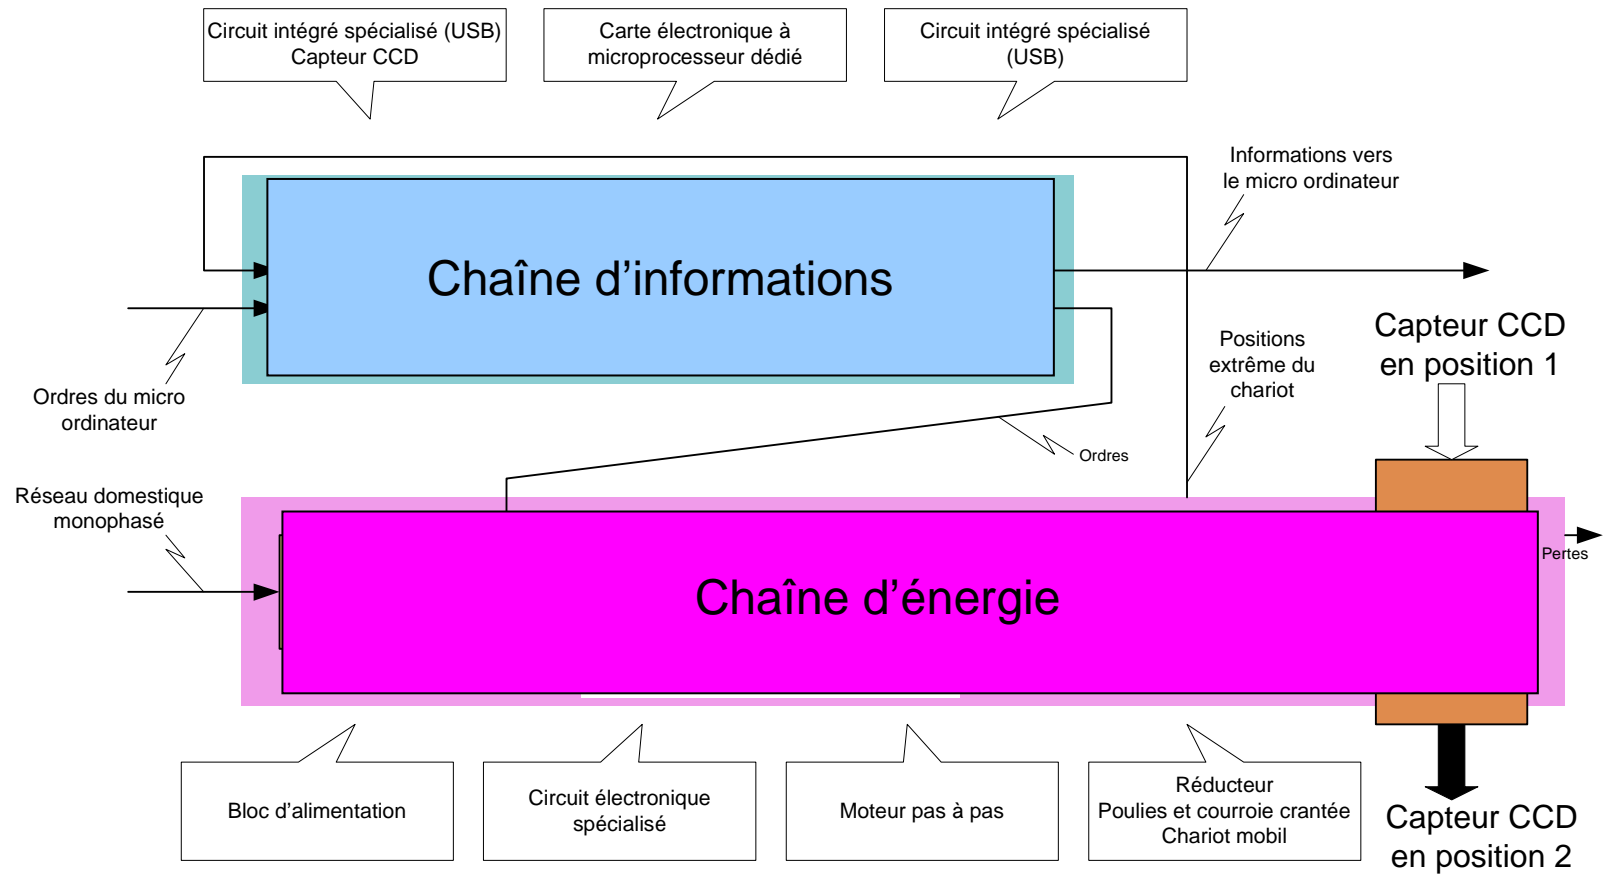 Circuit intégré spécialisé (USB)
Capteur CCD
Carte électronique à
microprocesseur dédié
Circuit intégré spécialisé
(USB)
Informations vers
le micro ordinateur
Chaîne d’informations
Ordres du micro
ordinateur
Positions
extrême du
chariot
Capteur CCD
en position 1
Ordres
Réseau domestique
monophasé
Pertes
Chaîne d’énergie
Bloc d’alimentation
Circuit électronique
spécialisé
Moteur pas à pas
Réducteur
Poulies et courroie crantée
Chariot mobil
Capteur CCD
en position 2